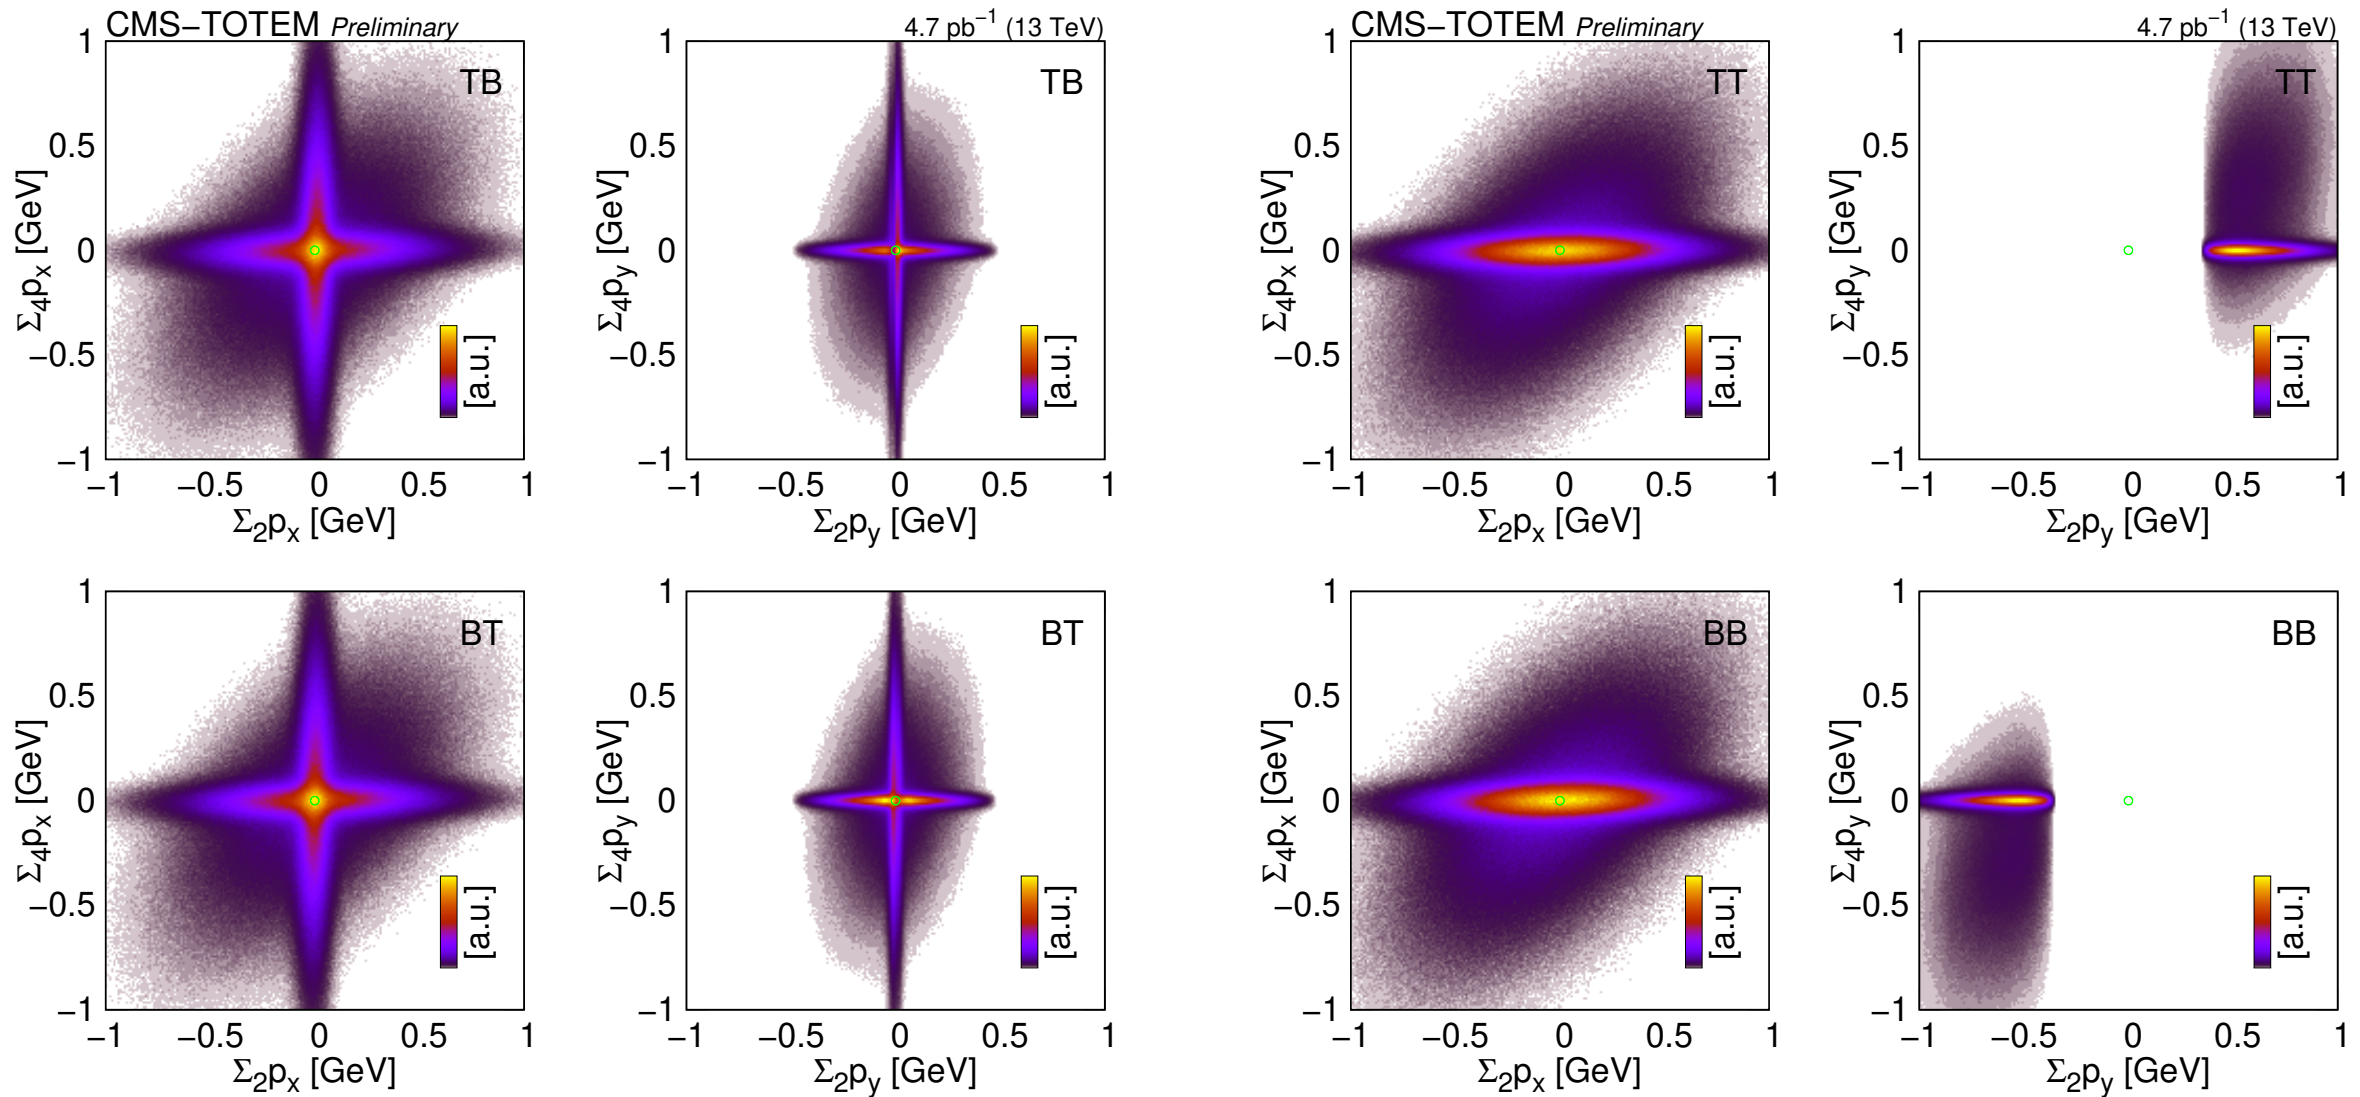 CMS−TOTEM Preliminary
4.7 pb−1 (13 TeV)
CMS−TOTEM Preliminary
4.7 pb−1 (13 TeV)
TB
1
0.5
0
−0.5
−1
Σ4px [GeV]
[a.u.]
−1 −0.5 0 0.5 1
Σ2px [GeV]
TB
1
0.5
0
−0.5
−1
Σ4py [GeV]
[a.u.]
−1 −0.5 0 0.5 1
Σ2py [GeV]
TT
1
0.5
0
−0.5
−1
Σ4px [GeV]
[a.u.]
−1 −0.5 0 0.5 1
Σ2px [GeV]
TT
1
0.5
0
−0.5
−1
Σ4py [GeV]
[a.u.]
−1 −0.5 0 0.5 1
Σ2py [GeV]
BT
1
0.5
0
−0.5
−1
Σ4px [GeV]
[a.u.]
−1 −0.5 0 0.5 1
Σ2px [GeV]
BT
1
0.5
0
−0.5
−1
Σ4py [GeV]
[a.u.]
−1 −0.5 0 0.5 1
Σ2py [GeV]
BB
1
0.5
0
−0.5
−1
Σ4px [GeV]
[a.u.]
−1 −0.5 0 0.5 1
Σ2px [GeV]
BB
1
0.5
0
−0.5
−1
Σ4py [GeV]
[a.u.]
−1 −0.5 0 0.5 1
Σ2py [GeV]